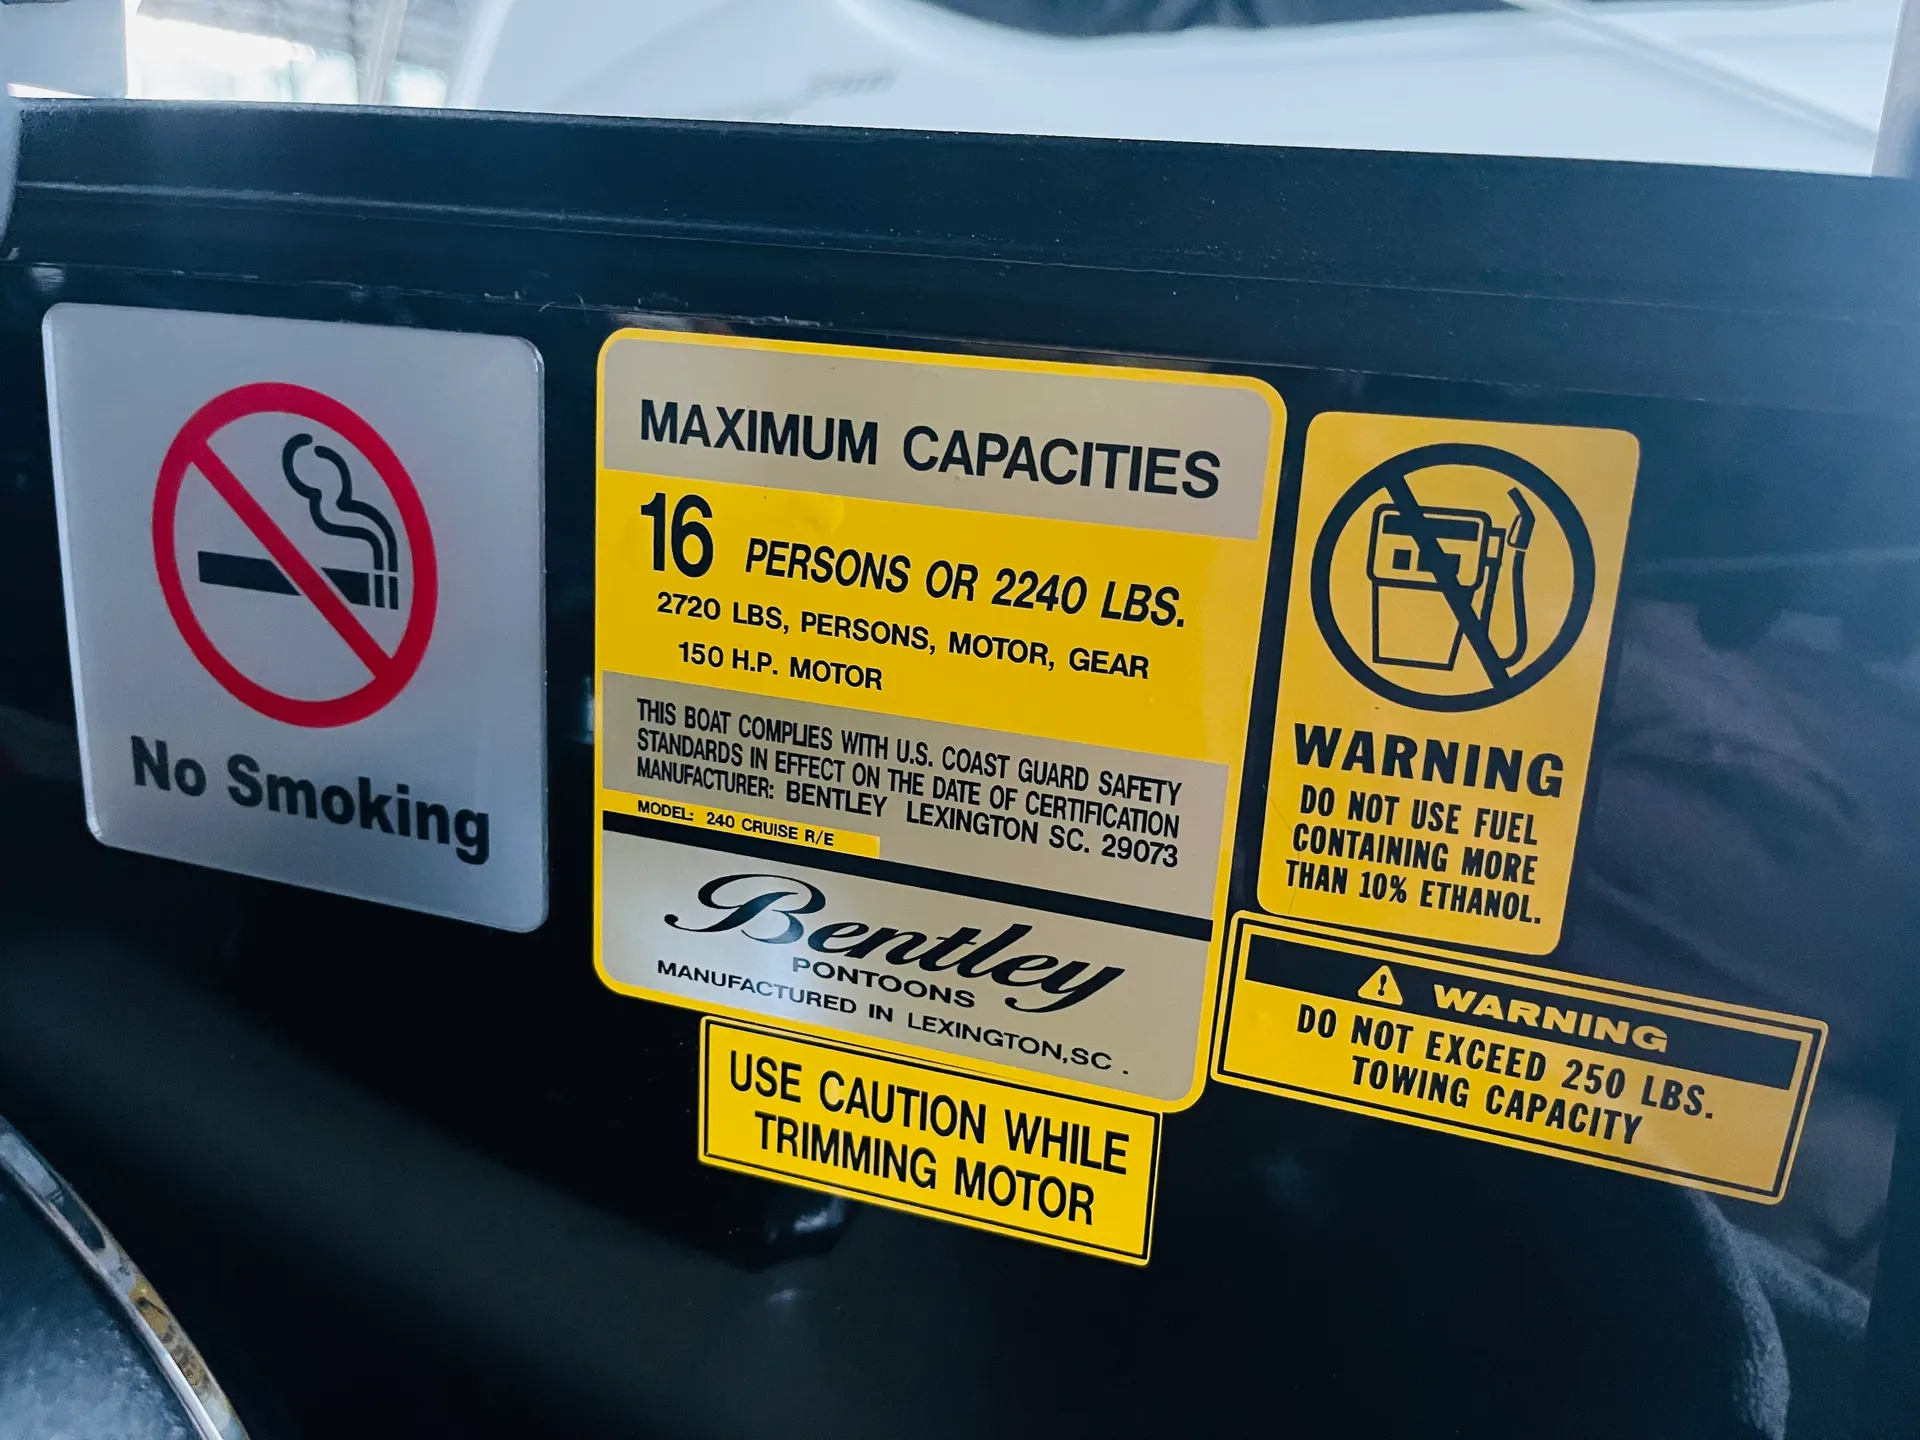 No Smoking
MAXIMUM CAPACITIES
16 PERSONS OR 2240 LBS.
2720 LBS, PERSONS, MOTOR, GEAR
150 H.P. MOTOR
THIS BOAT COMPLIES WITH U.S. COAST GUARD SAFETY
STANDARDS IN EFFECT ON THE DATE OF CERTIFICATION
MANUFACTURER: BENTLEY LEXINGTON SC. 29073
MODEL: 240 CRUISE R/E
Bentley
PONTOONS
MANUFACTURED IN LEXINGTON,SC .
USE CAUTION WHILE
TRIMMING MOTOR
WARNING
DO NOT USE FUEL
CONTAINING MORE
THAN 10% ETHANOL.
WARNING
DO NOT EXCEED 250 LBS.
TOWING CAPACITY